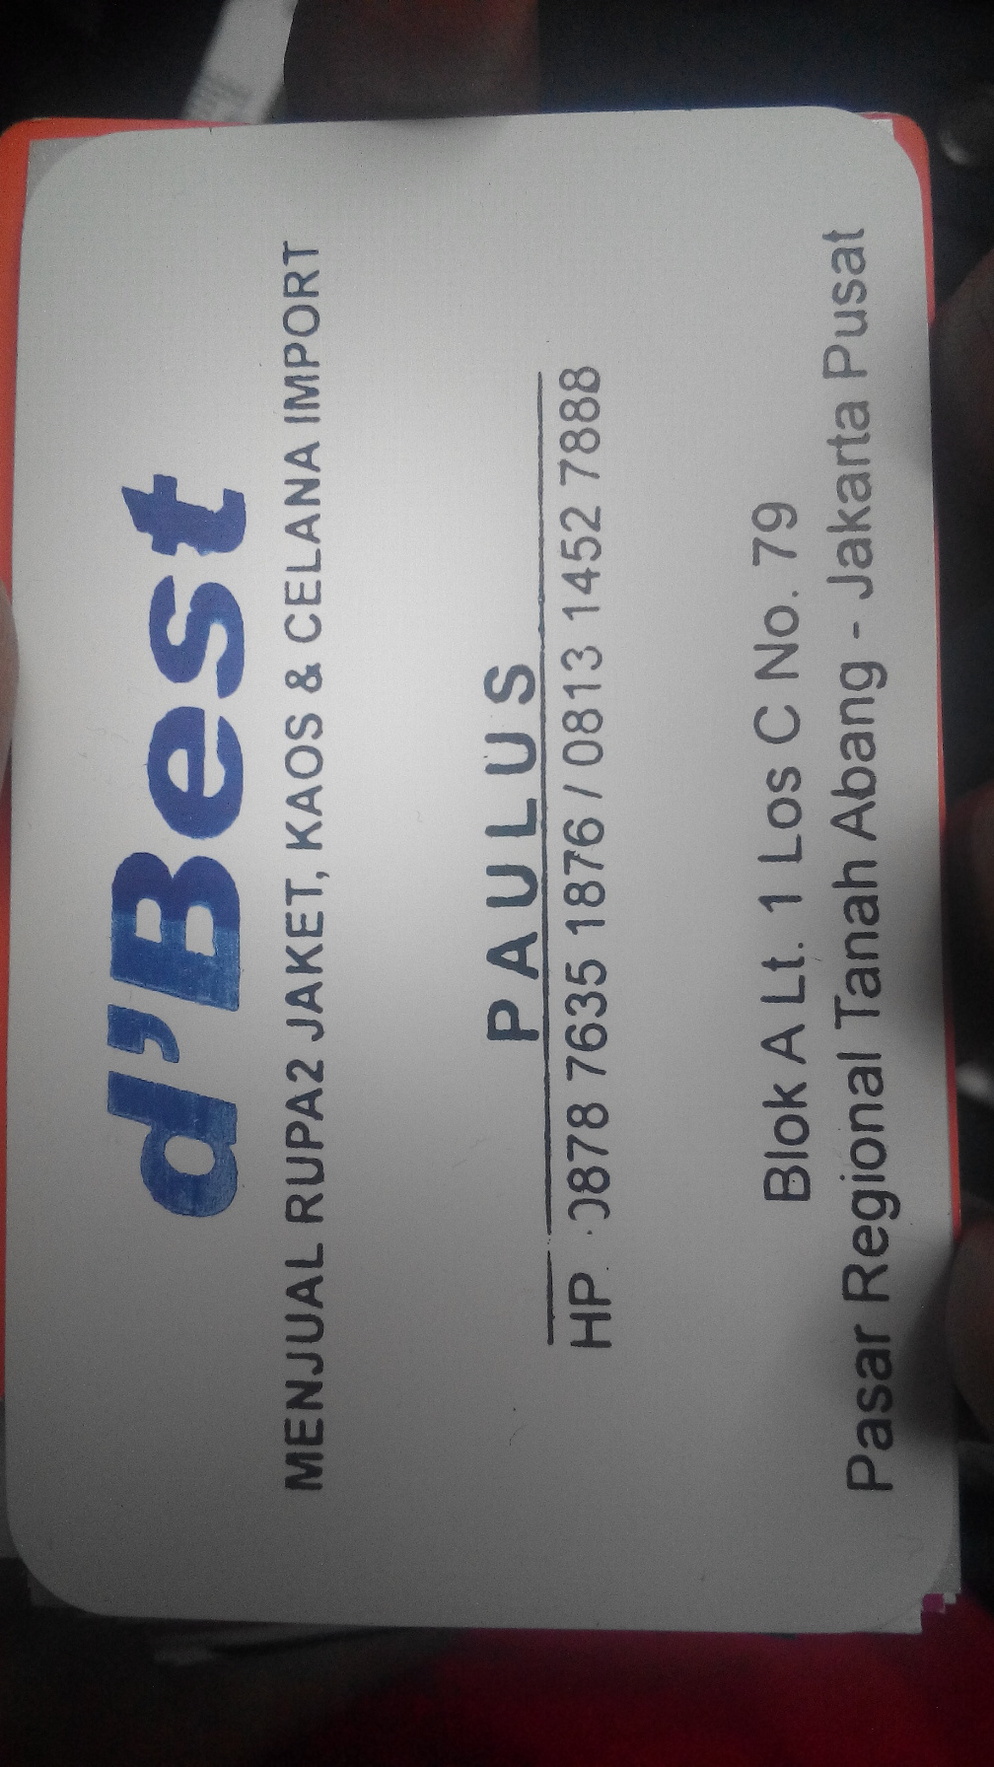 d'Best
MENJUAL RUPA2 JAKET, KAOS & CELANA IMPORT
PAULUS
HP. 0878 7635 1876 / 0813 1452 7888
Blok A Lt. 1 Los C No. 79
Pasar Regional Tanah Abang - Jakarta Pusat